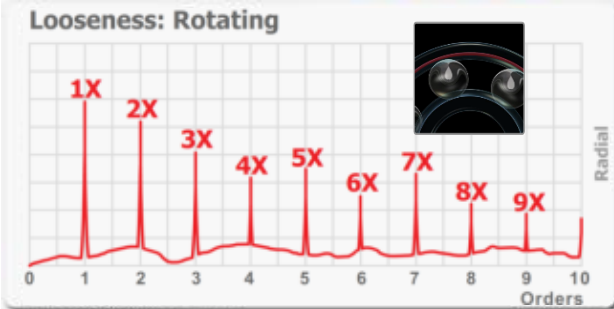 Looseness: Rotating
1X
2X
3X
4X
5X
6X
7X
8X
9X
Radial
0 1 2 3 4 5 6 7 8 9 10
Orders